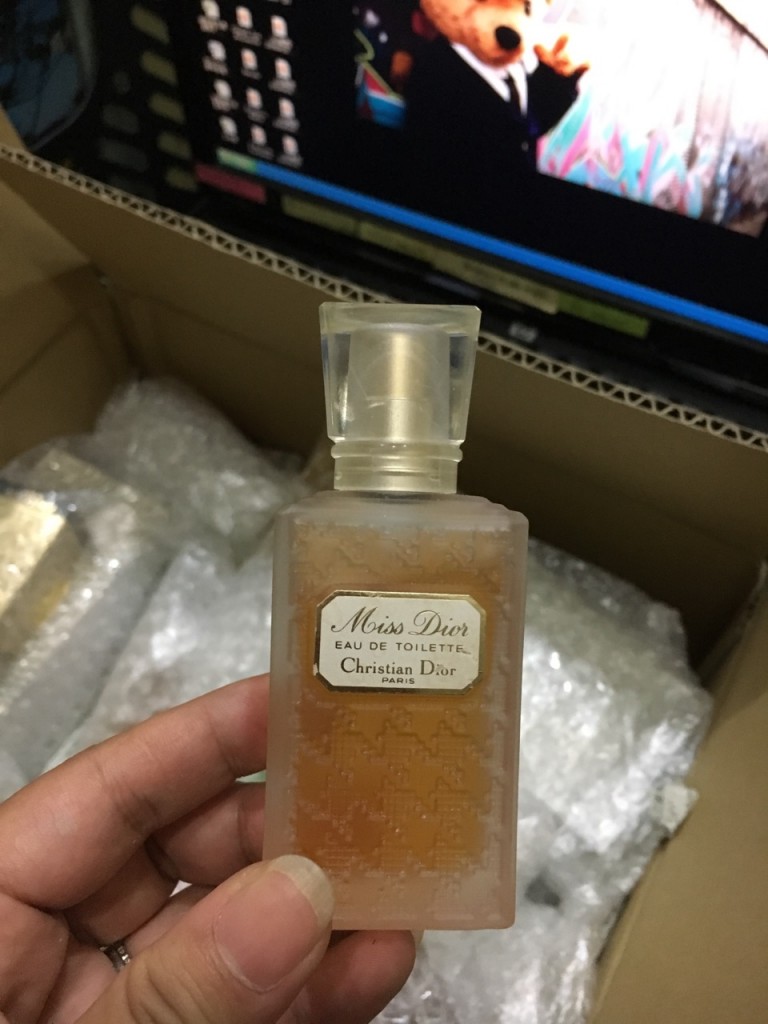 Miss Dior
EAU DE TOILETTE
Christian Dior
PARIS